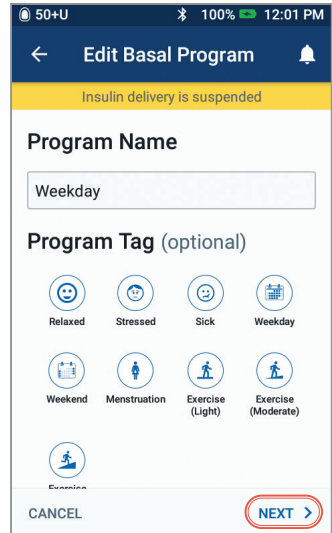 50+U 100% 12:01 PM
Edit Basal Program
Insulin delivery is suspended
Program Name
Weekday
Program Tag (optional)
Relaxed Stressed Sick Weekday
Weekend Menstruation Exercise (Light) Exercise (Moderate)
Exercise
CANCEL NEXT